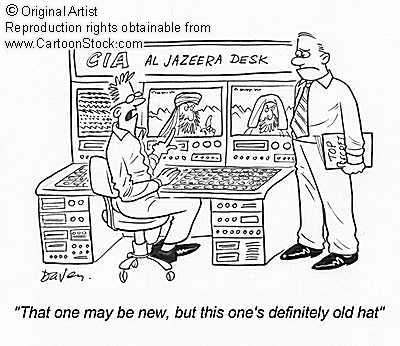 © Original Artist
Reproduction rights obtainable from
www.CartoonStock.com
CIA AL JAZEERA DESK
TOP SECRET
Daven.
"That one may be new, but this one's definitely old hat"